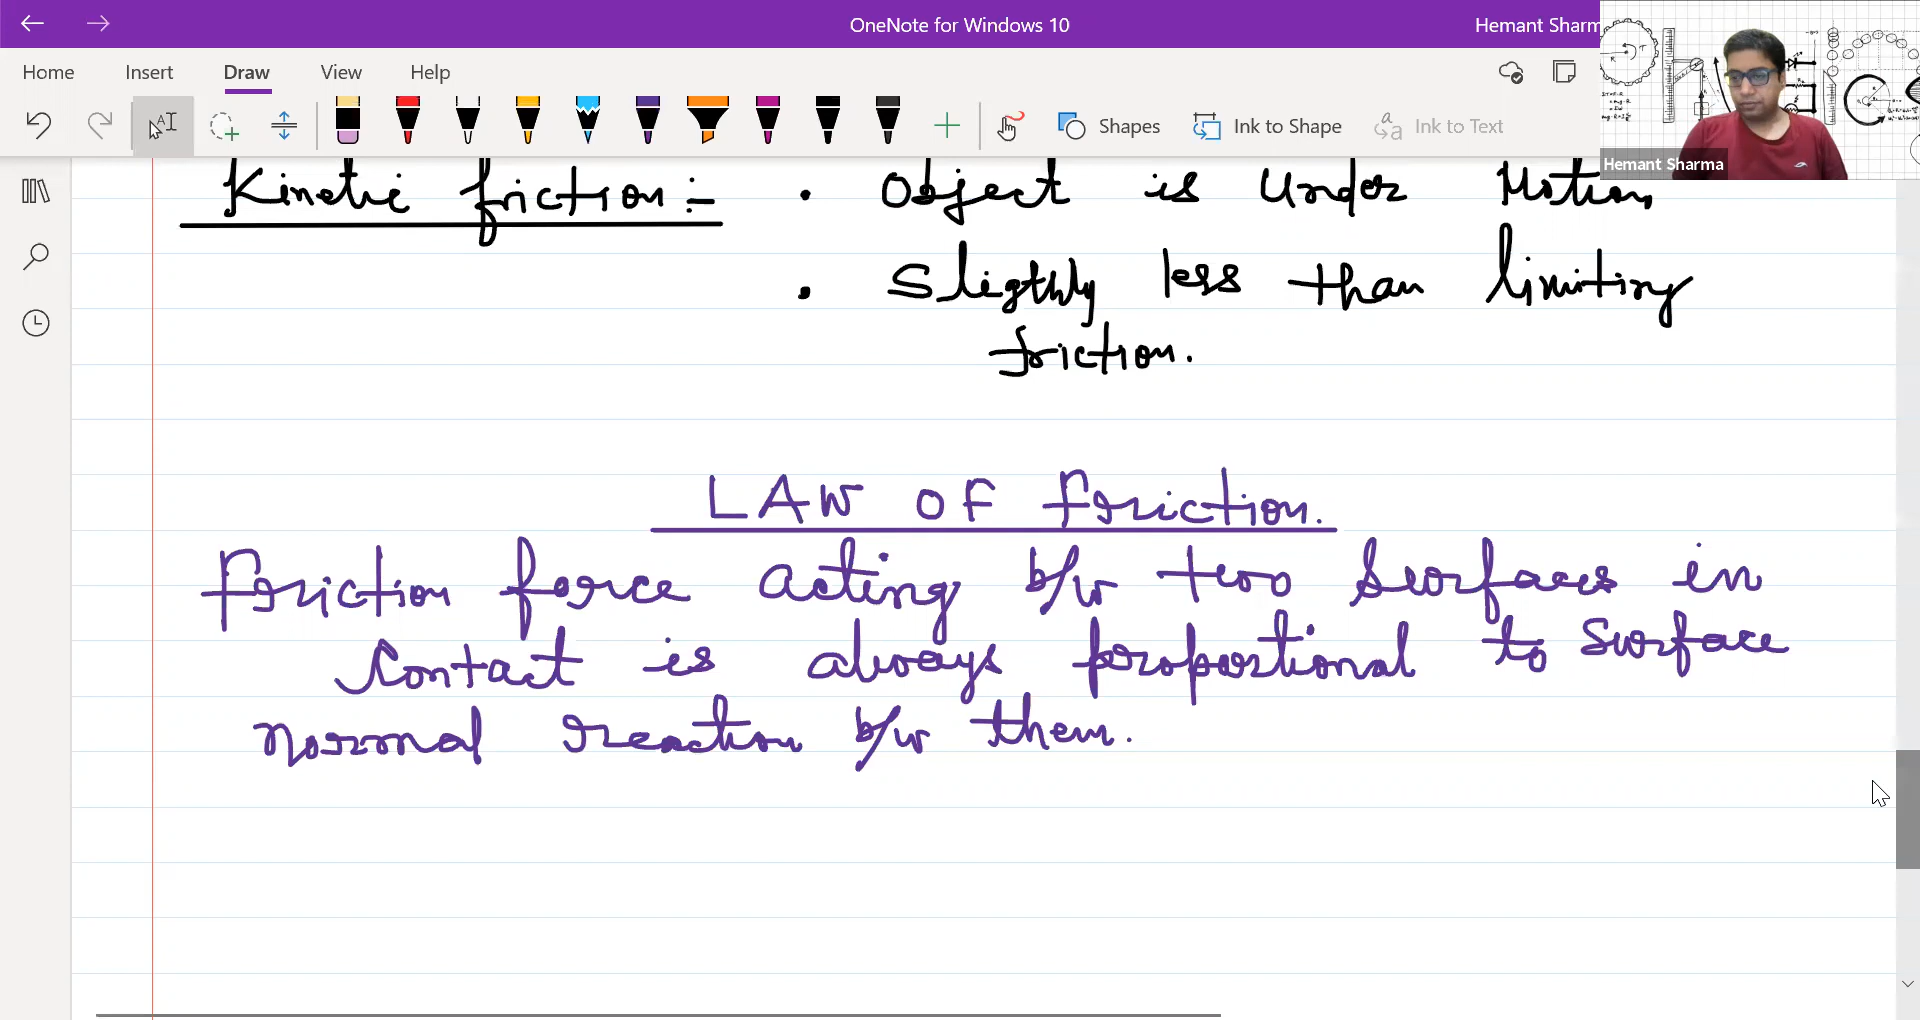 OneNote for Windows 10
Hemant Sharm
Home Insert Draw View Help
Shapes Ink to Shape Ink to Text
Hemant Sharma
Kinetic friction:- • Object is Under Motion,
• Sligthly less than limiting
friction.
LAW OF Friction.
Friction force acting b/w two Surfaces in
Contact is always proportional to Surface
normal reaction b/w them.